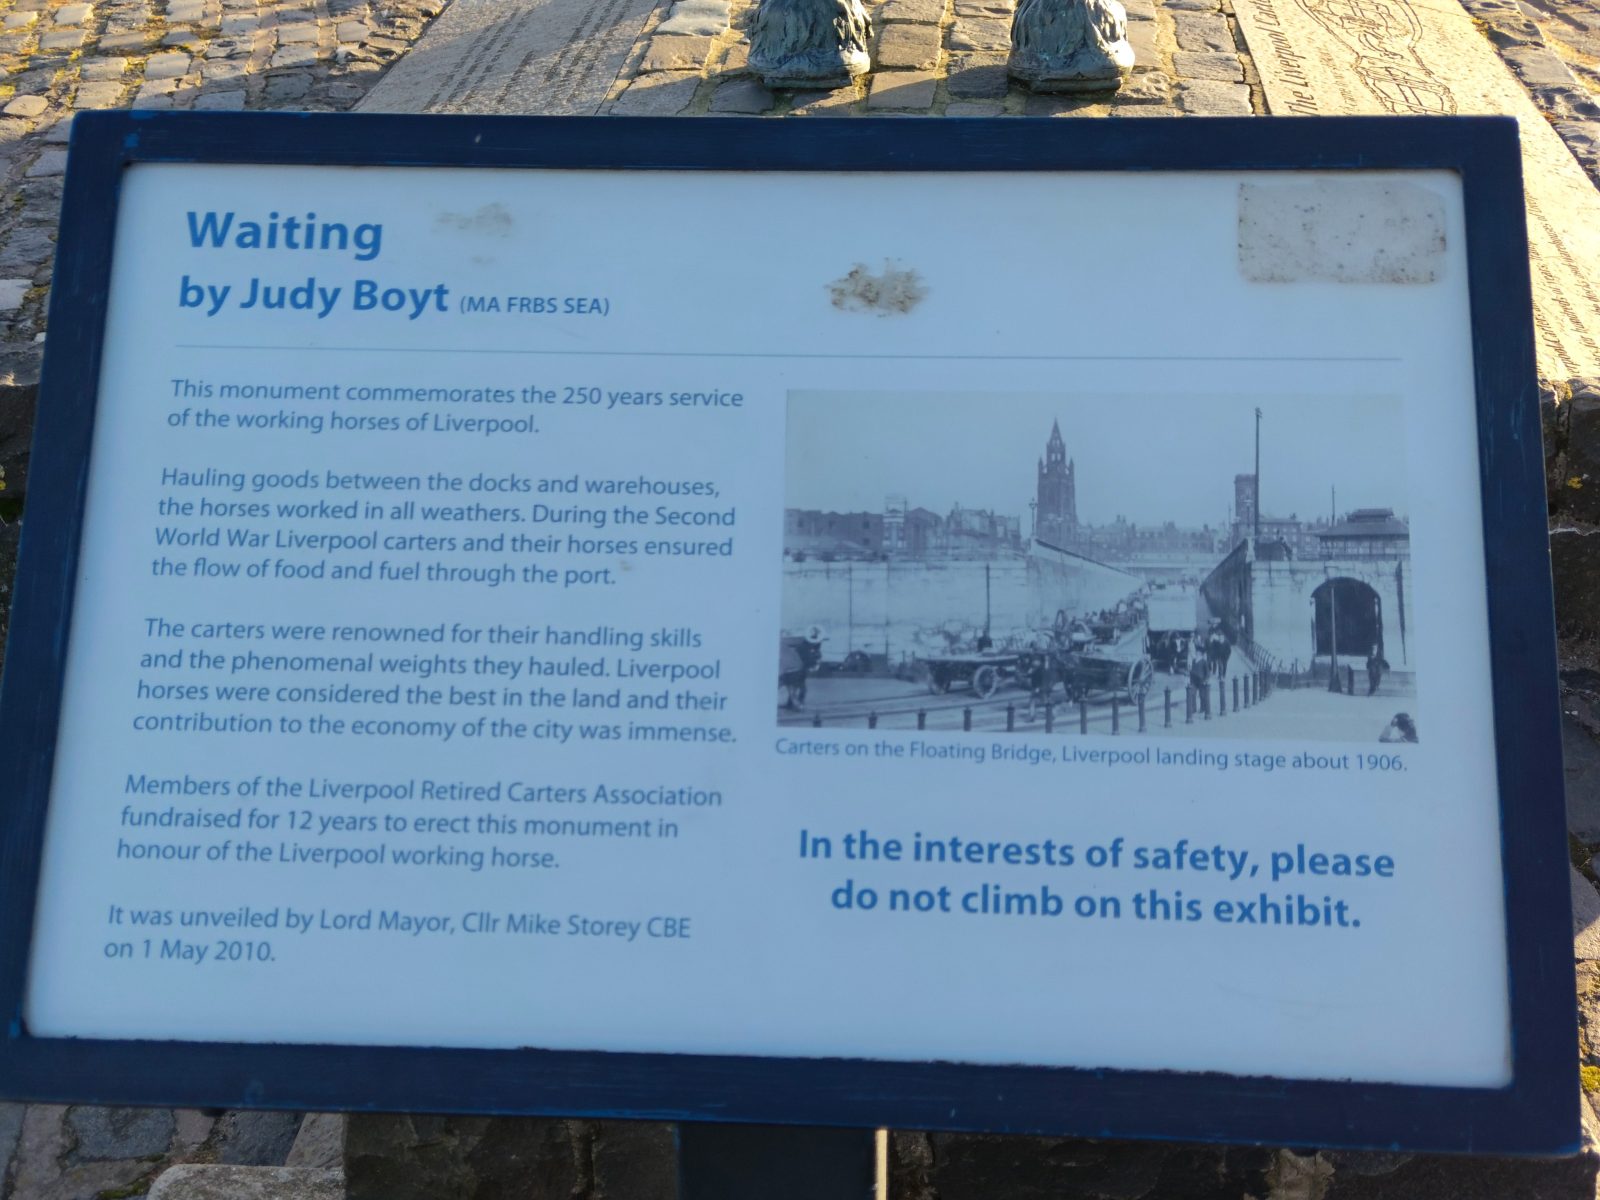 The Liverpool
Waiting
by Judy Boyt (MA FRBS SEA)
This monument commemorates the 250 years service
of the working horses of Liverpool.
Hauling goods between the docks and warehouses,
the horses worked in all weathers. During the Second
World War Liverpool carters and their horses ensured
the flow of food and fuel through the port.
The carters were renowned for their handling skills
and the phenomenal weights they hauled. Liverpool
horses were considered the best in the land and their
contribution to the economy of the city was immense.
Members of the Liverpool Retired Carters Association
fundraised for 12 years to erect this monument in
honour of the Liverpool working horse.
It was unveiled by Lord Mayor, Cllr Mike Storey CBE
on 1 May 2010.
Carters on the Floating Bridge, Liverpool landing stage about 1906.
In the interests of safety, please
do not climb on this exhibit.